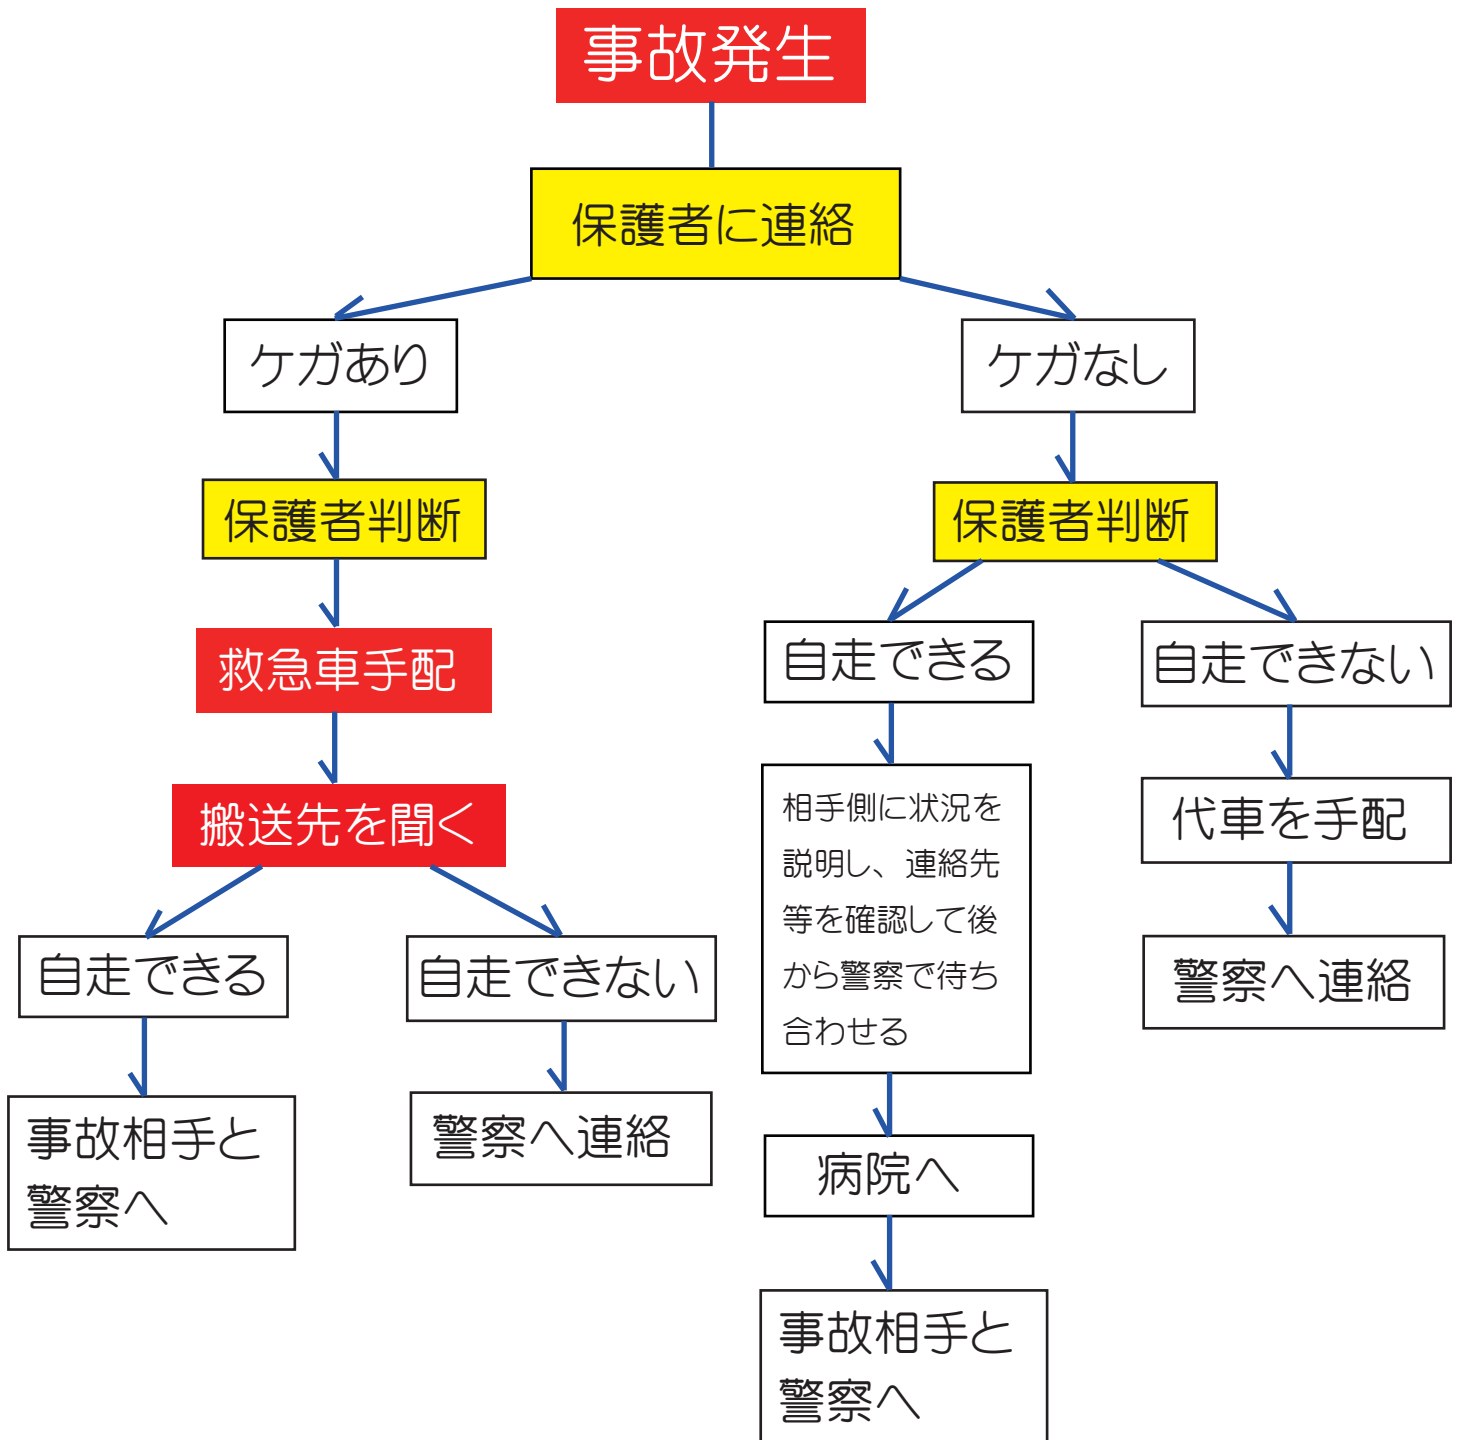 事故発生
保護者に連絡
ケガあり
ケガなし
保護者判断
保護者判断
救急車手配
自走できる
自走できない
搬送先を聞く
相手側に状況を
説明し、連絡先
等を確認して後
から警察で待ち
合わせる
代車を手配
自走できる
自走できない
警察へ連絡
事故相手と
警察へ
警察へ連絡
病院へ
事故相手と
警察へ